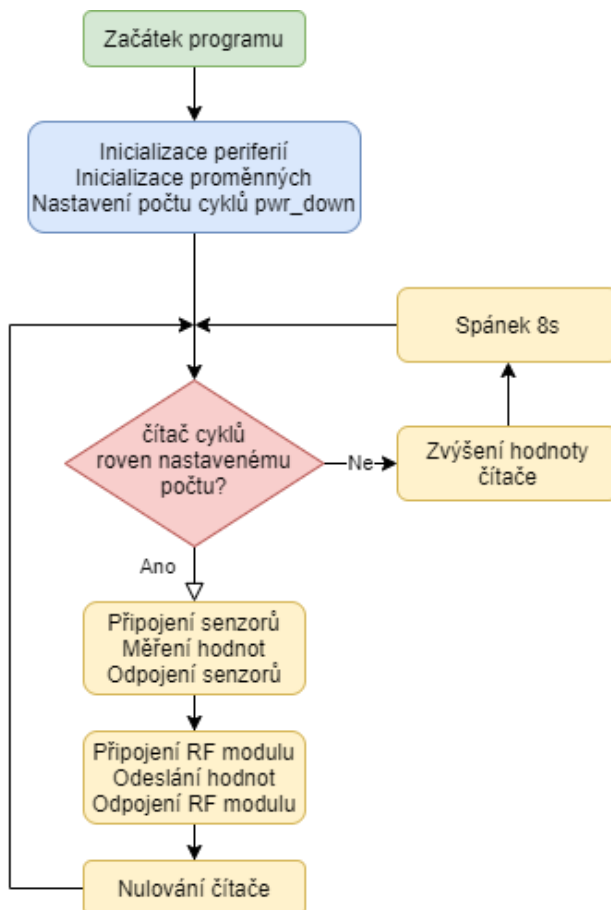 Začátek programu
Inicializace periferií
Inicializace proměnných
Nastavení počtu cyklů pwr_down
Spánek 8s
čítač cyklů
roven nastavenému
počtu?
Ne
Zvýšení hodnoty
čítače
Ano
Připojení senzorů
Měření hodnot
Odpojení senzorů
Připojení RF modulu
Odeslání hodnot
Odpojení RF modulu
Nulování čítače